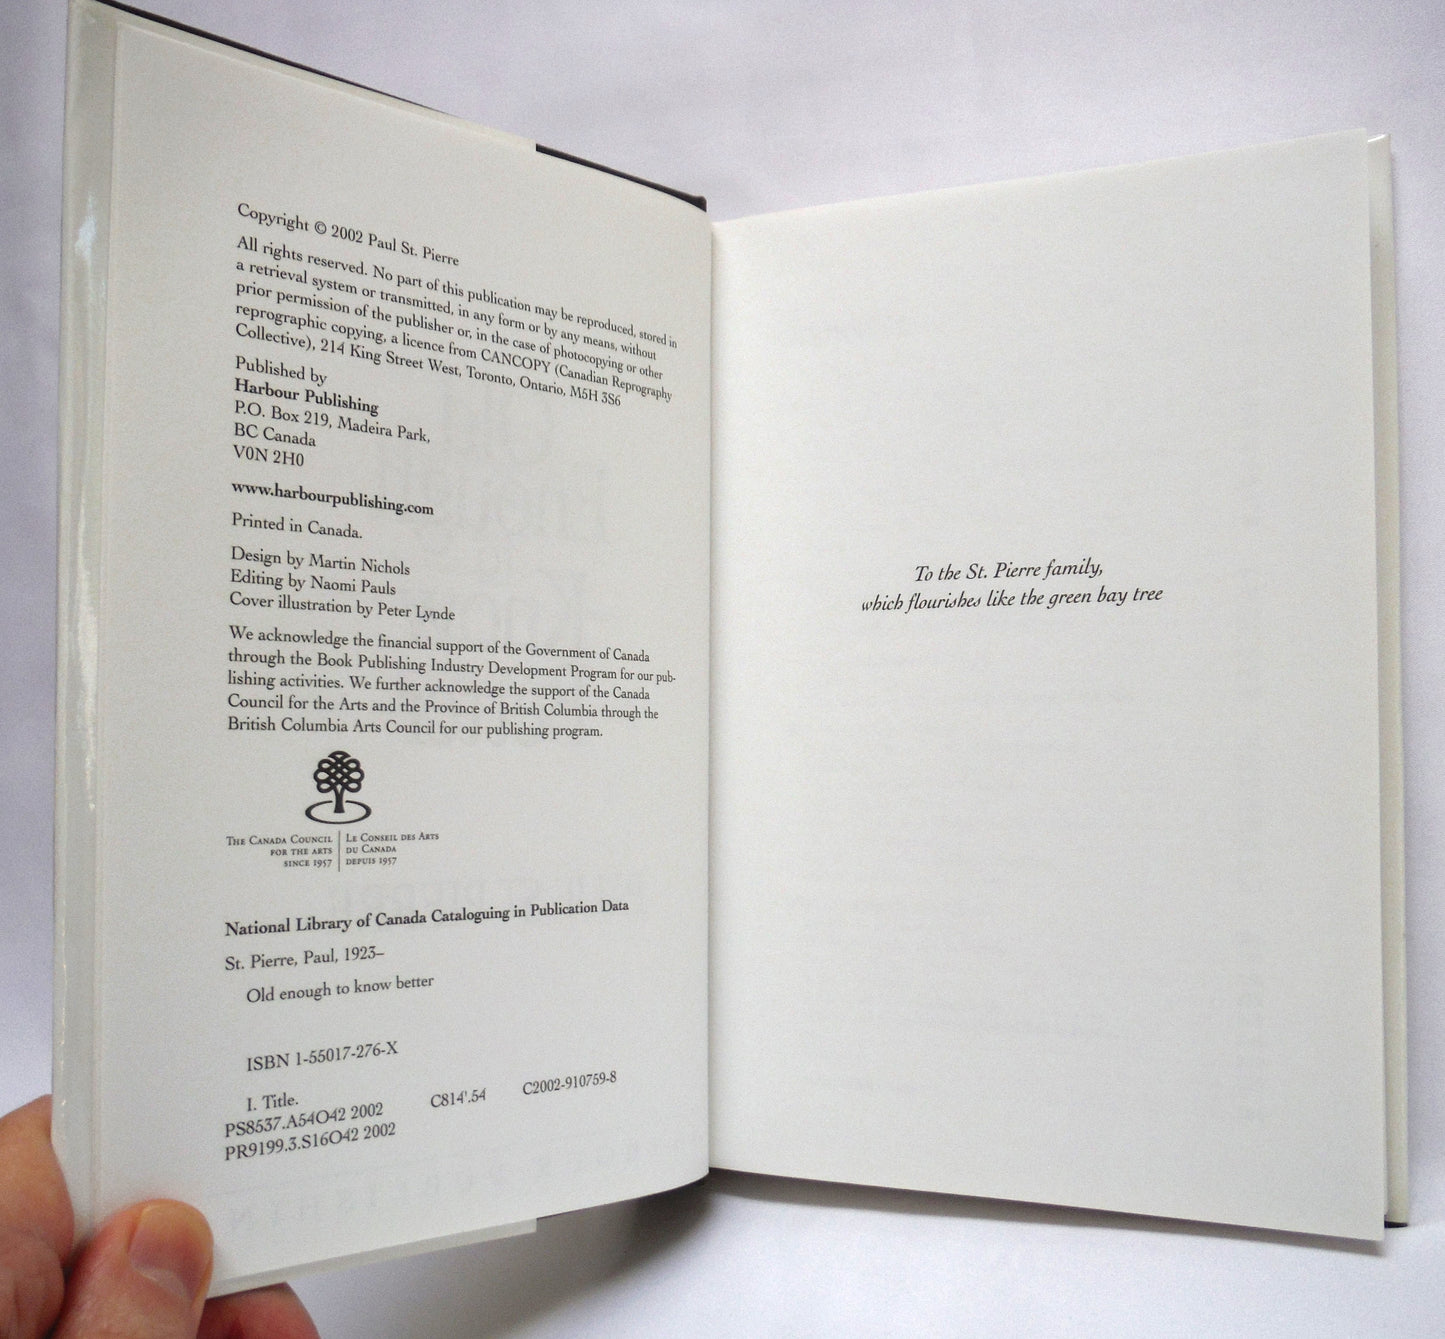 Copyright © 2002 Paul St. Pierre
All rights reserved. No part of this publication may be reproduced, stored in
a retrieval system or transmitted, in any form or by any means, without
prior permission of the publisher or, in the case of photocopying or other
reprographic copying, a licence from CANCOPY (Canadian Reprography
Collective), 214 King Street West, Toronto, Ontario, M5H 3S6
Published by
Harbour Publishing
P.O. Box 219, Madeira Park,
BC Canada
V0N 2H0
www.harbourpublishing.com
Printed in Canada.
Design by Martin Nichols
Editing by Naomi Pauls
Cover illustration by Peter Lynde
We acknowledge the financial support of the Government of Canada
through the Book Publishing Industry Development Program for our pub-
lishing activities. We further acknowledge the support of the Canada
Council for the Arts and the Province of British Columbia through the
British Columbia Arts Council for our publishing program.
THE CANADA COUNCIL FOR THE ARTS SINCE 1957
LE CONSEIL DES ARTS DU CANADA DEPUIS 1957
National Library of Canada Cataloguing in Publication Data
St. Pierre, Paul, 1923–
Old enough to know better
ISBN 1-55017-276-X
I. Title.
PS8537.A54O42 2002 C814'.54 C2002-910759-8
PR9199.3.S16O42 2002
To the St. Pierre family,
which flourishes like the green bay tree